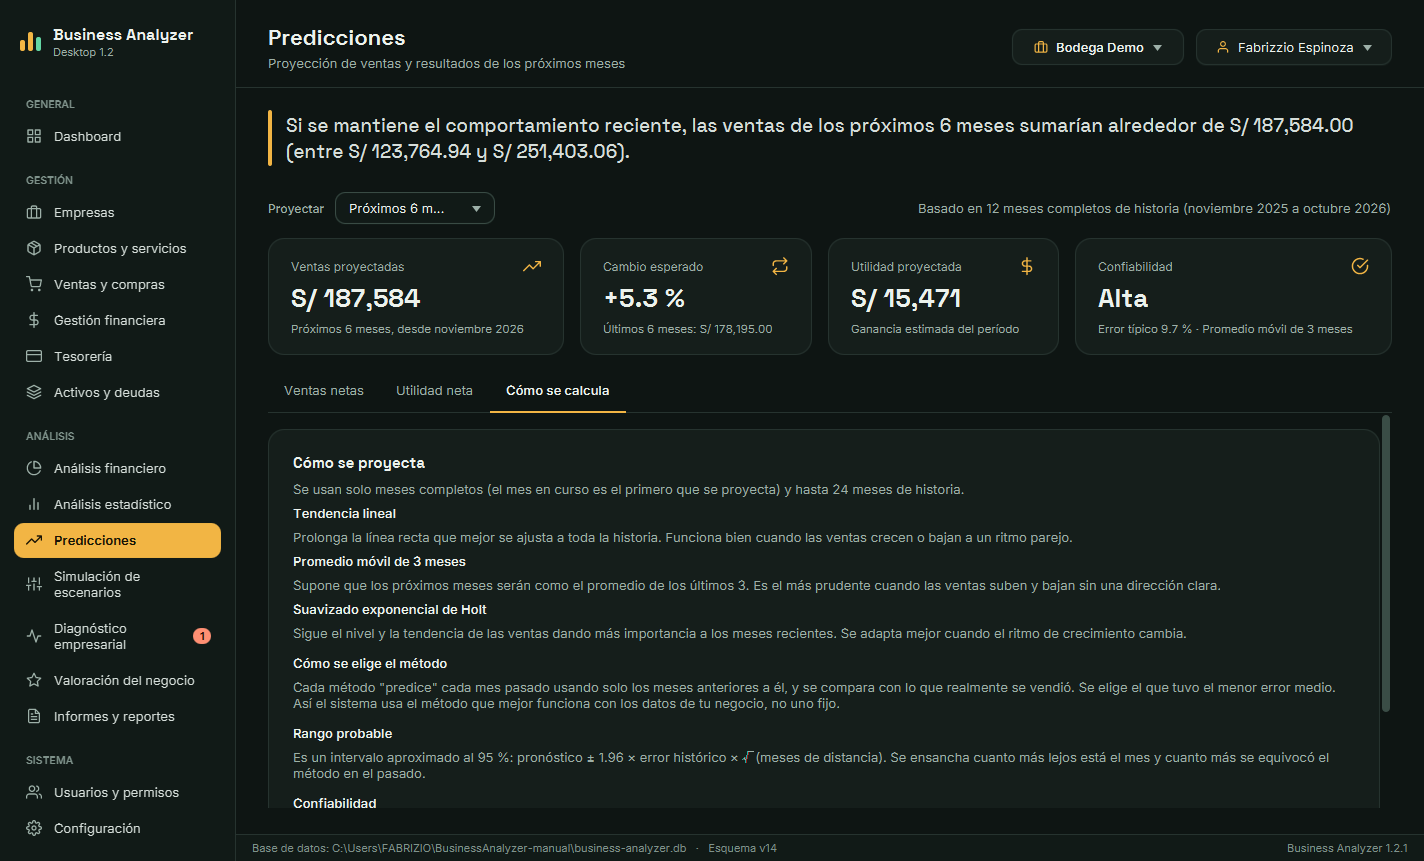 Business Analyzer
Desktop 1.2
GENERAL
Dashboard
GESTIÓN
Empresas
Productos y servicios
Ventas y compras
Gestión financiera
Tesorería
Activos y deudas
ANÁLISIS
Análisis financiero
Análisis estadístico
Predicciones
Simulación de
escenarios
Diagnóstico
empresarial
1
Valoración del negocio
Informes y reportes
SISTEMA
Usuarios y permisos
Configuración
Predicciones
Proyección de ventas y resultados de los próximos meses
Bodega Demo
Fabrizzio Espinoza
Si se mantiene el comportamiento reciente, las ventas de los próximos 6 meses sumarían alrededor de S/ 187,584.00
(entre S/ 123,764.94 y S/ 251,403.06).
Proyectar
Próximos 6 m...
Basado en 12 meses completos de historia (noviembre 2025 a octubre 2026)
Ventas proyectadas
S/ 187,584
Próximos 6 meses, desde noviembre 2026
Cambio esperado
+5.3 %
Últimos 6 meses: S/ 178,195.00
Utilidad proyectada
S/ 15,471
Ganancia estimada del período
Confiabilidad
Alta
Error típico 9.7 % · Promedio móvil de 3 meses
Ventas netas
Utilidad neta
Cómo se calcula
Cómo se proyecta
Se usan solo meses completos (el mes en curso es el primero que se proyecta) y hasta 24 meses de historia.
Tendencia lineal
Prolonga la línea recta que mejor se ajusta a toda la historia. Funciona bien cuando las ventas crecen o bajan a un ritmo parejo.
Promedio móvil de 3 meses
Supone que los próximos meses serán como el promedio de los últimos 3. Es el más prudente cuando las ventas suben y bajan sin una dirección clara.
Suavizado exponencial de Holt
Sigue el nivel y la tendencia de las ventas dando más importancia a los meses recientes. Se adapta mejor cuando el ritmo de crecimiento cambia.
Cómo se elige el método
Cada método "predice" cada mes pasado usando solo los meses anteriores a él, y se compara con lo que realmente se vendió. Se elige el que tuvo el menor error medio.
Así el sistema usa el método que mejor funciona con los datos de tu negocio, no uno fijo.
Rango probable
Es un intervalo aproximado al 95 %: pronóstico ± 1.96 × error histórico × √(meses de distancia). Se ensancha cuanto más lejos está el mes y cuanto más se equivocó el
método en el pasado.
Confiabilidad
Base de datos: C:\Users\FABRIZIO\BusinessAnalyzer-manual\business-analyzer.db · Esquema v14
Business Analyzer 1.2.1